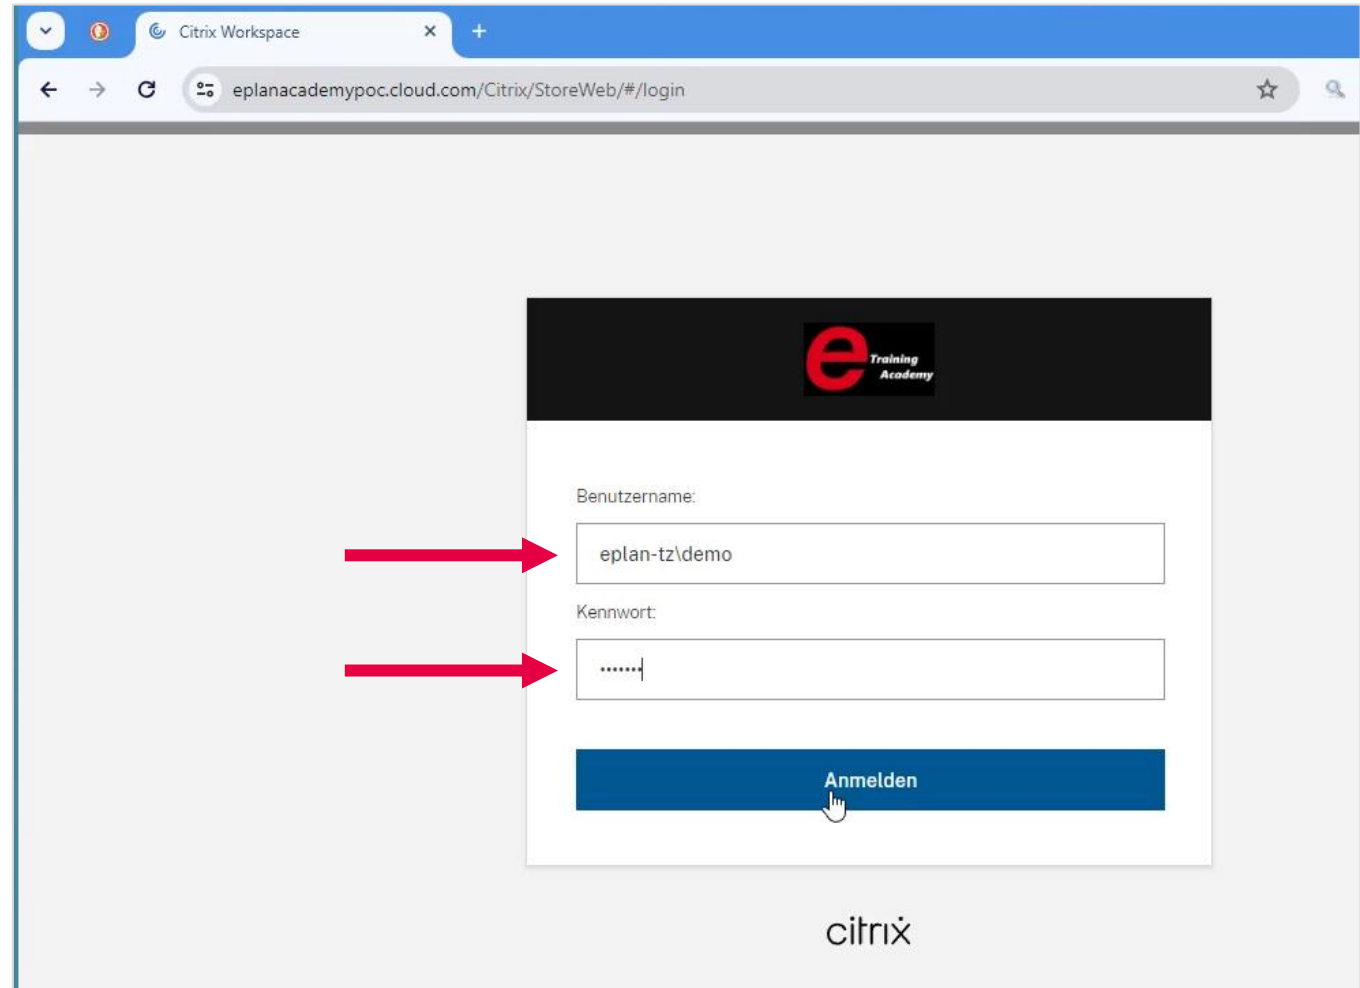 Citrix Workspace
eplanacademypoc.cloud.com/Citrix/StoreWeb/#/login
e Training
Academy
Benutzername:
eplan-tz\demo
Kennwort:
•••••••
Anmelden
citrix